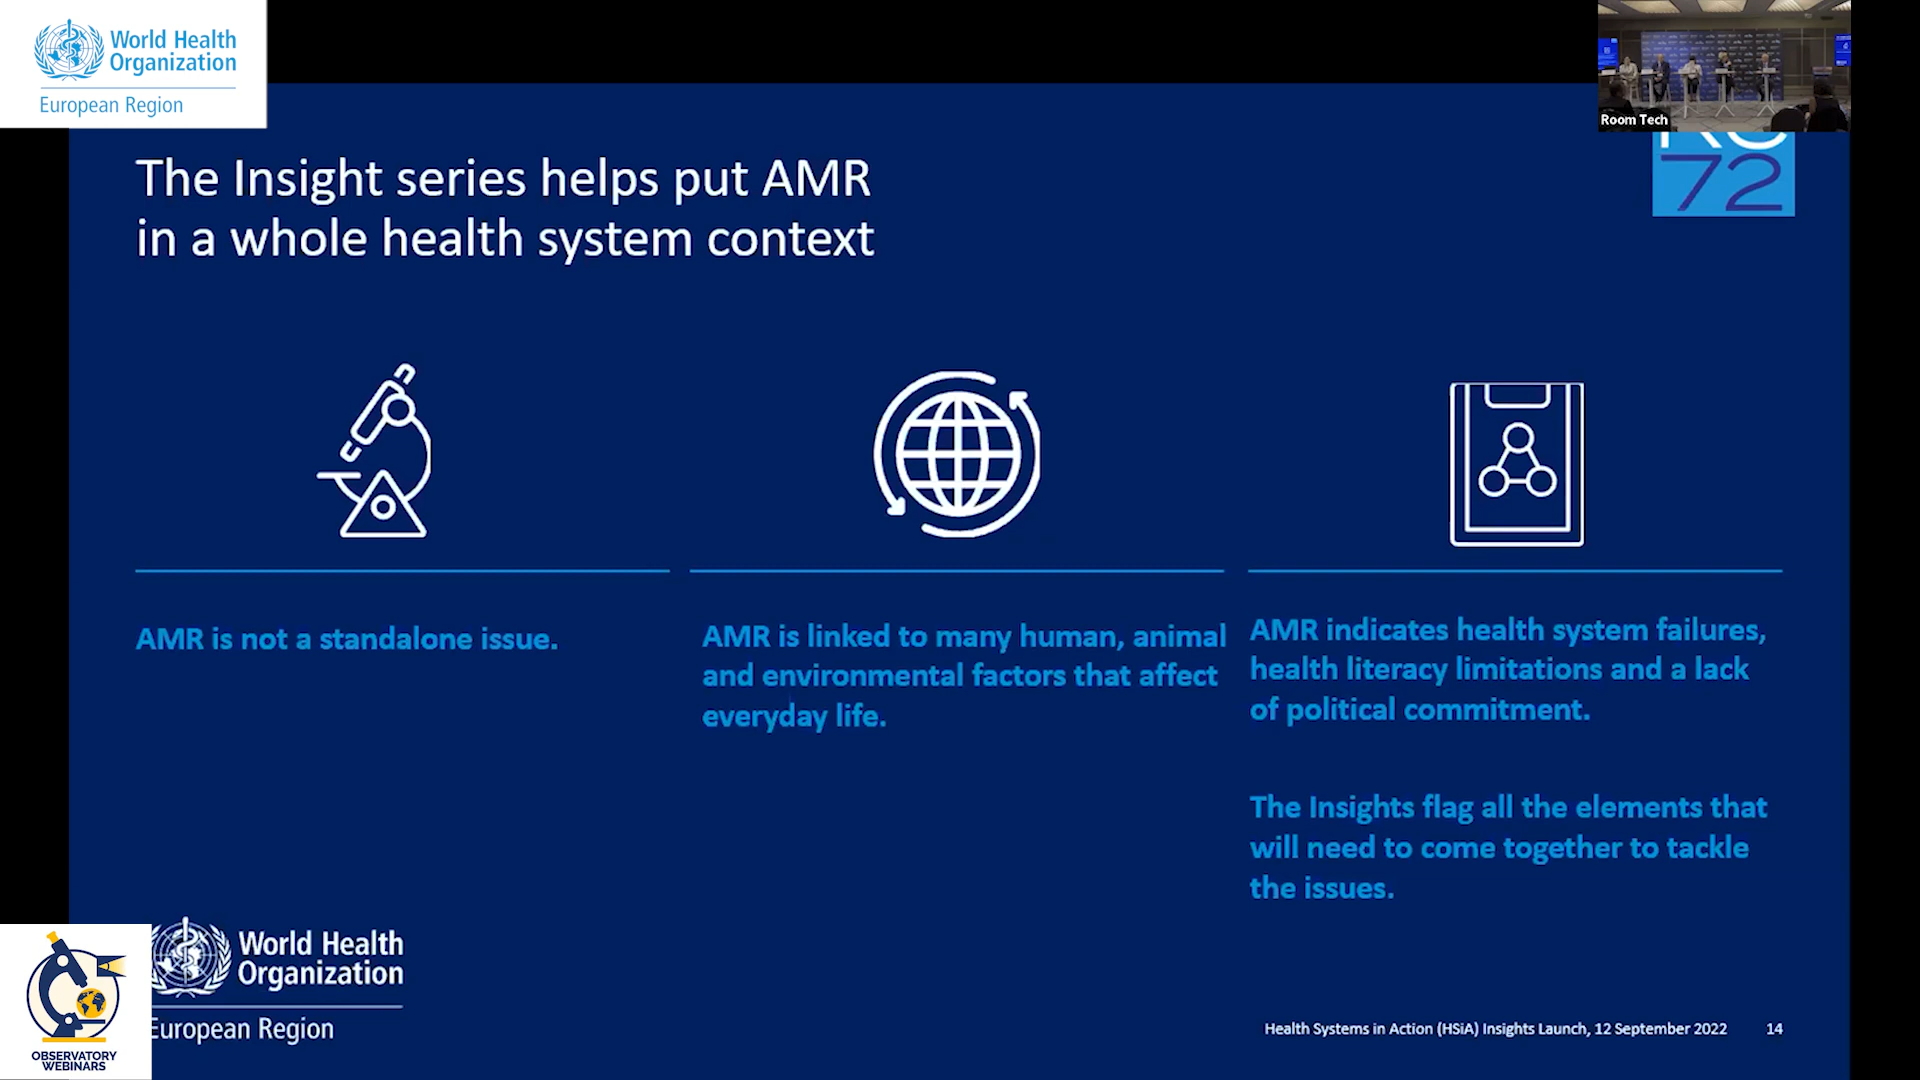 World Health
Organization
European Region
Room Tech
72
The Insight series helps put AMR
in a whole health system context
AMR is not a standalone issue.
AMR is linked to many human, animal
and environmental factors that affect
everyday life.
AMR indicates health system failures,
health literacy limitations and a lack
of political commitment.
The Insights flag all the elements that
will need to come together to tackle
the issues.
World Health
Organization
European Region
OBSERVATORY
WEBINARS
Health Systems in Action (HSiA) Insights Launch, 12 September 2022 14